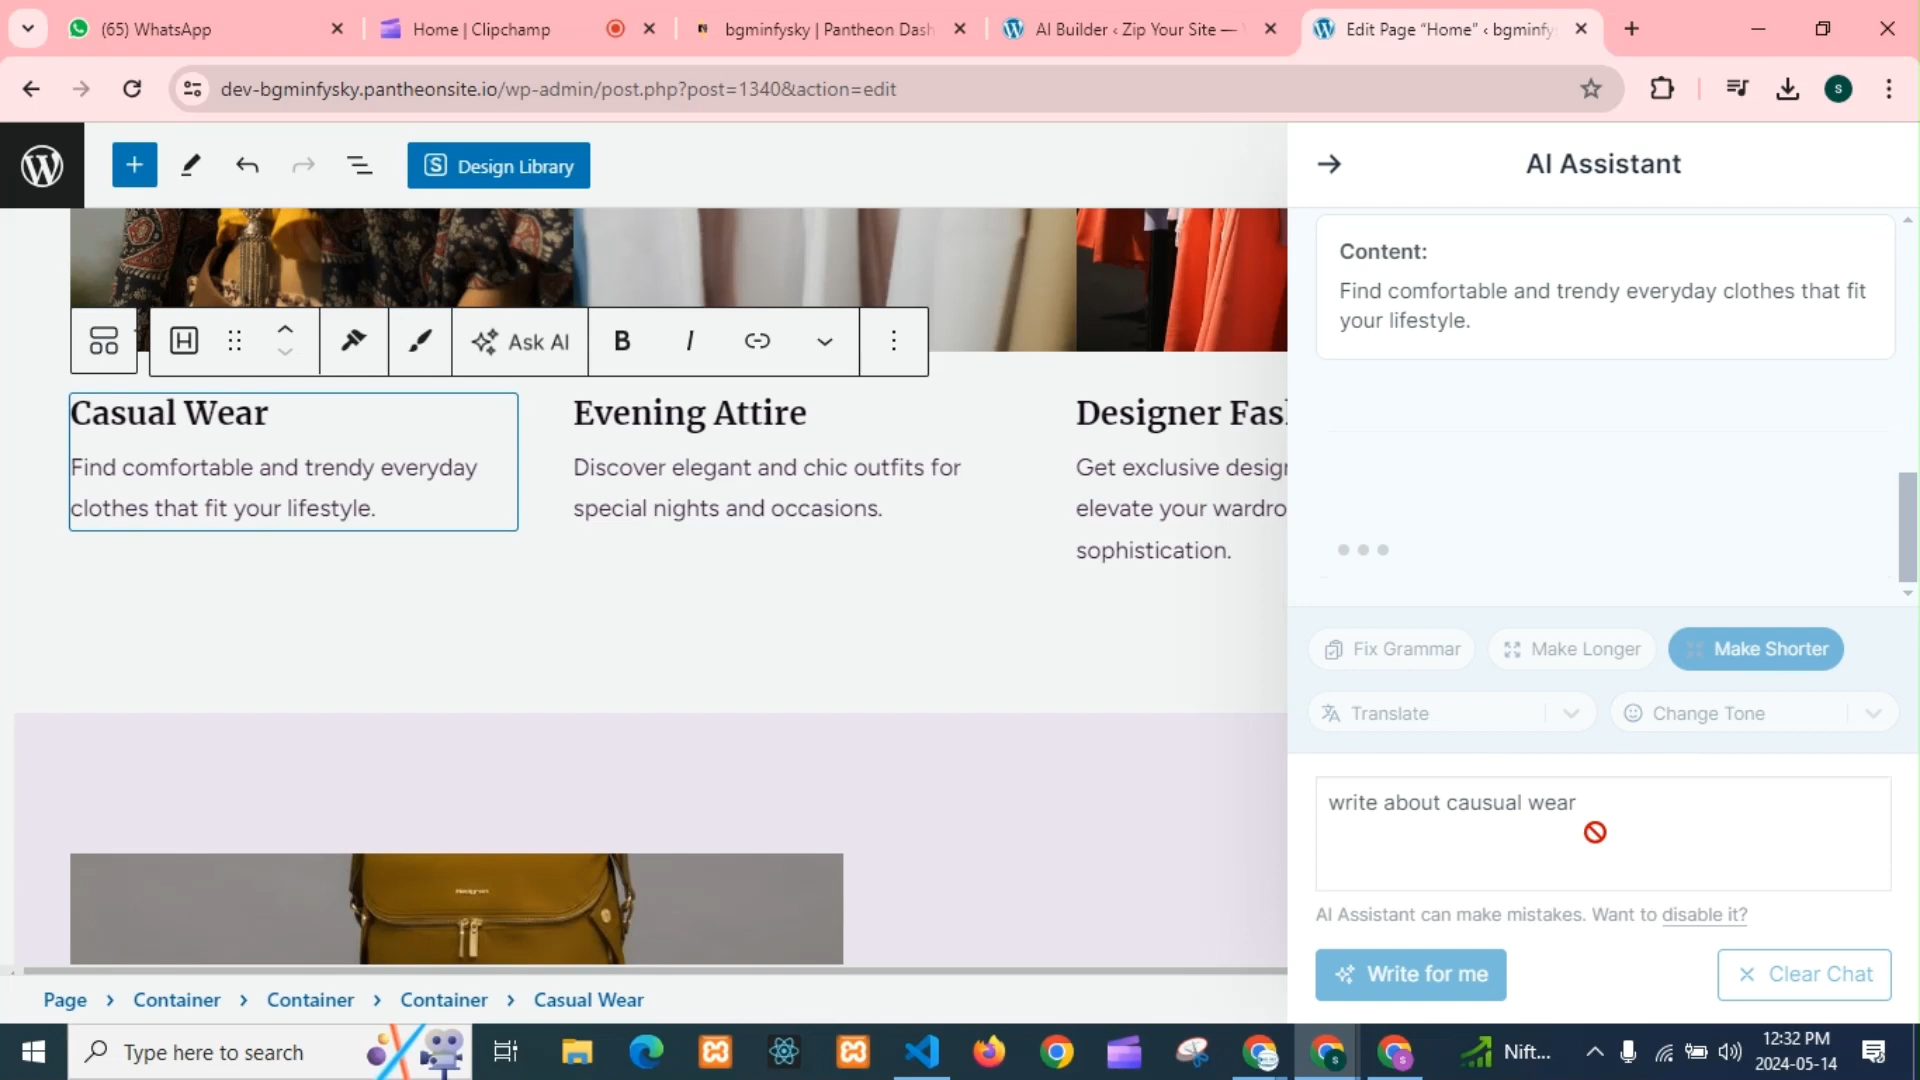 (65) WhatsApp
Home | Clipchamp
bgminfysky | Pantheon Dash
AI Builder ‹ Zip Your Site —
Edit Page “Home” ‹ bgminfy
dev-bgminfysky.pantheonsite.io/wp-admin/post.php?post=1340&action=edit
S
Design Library
AI Assistant
Content:
Find comfortable and trendy everyday clothes that fit
your lifestyle.
Ask AI
B
I
Casual Wear
Find comfortable and trendy everyday
clothes that fit your lifestyle.
Evening Attire
Discover elegant and chic outfits for
special nights and occasions.
Designer Fas
Get exclusive design
elevate your wardro
sophistication.
Fix Grammar
Make Longer
Make Shorter
Translate
Change Tone
write about causual wear
AI Assistant can make mistakes. Want to disable it?
Write for me
Clear Chat
Hedgren
Page
Container
Container
Container
Casual Wear
Type here to search
Nift...
12:32 PM
2024-05-14